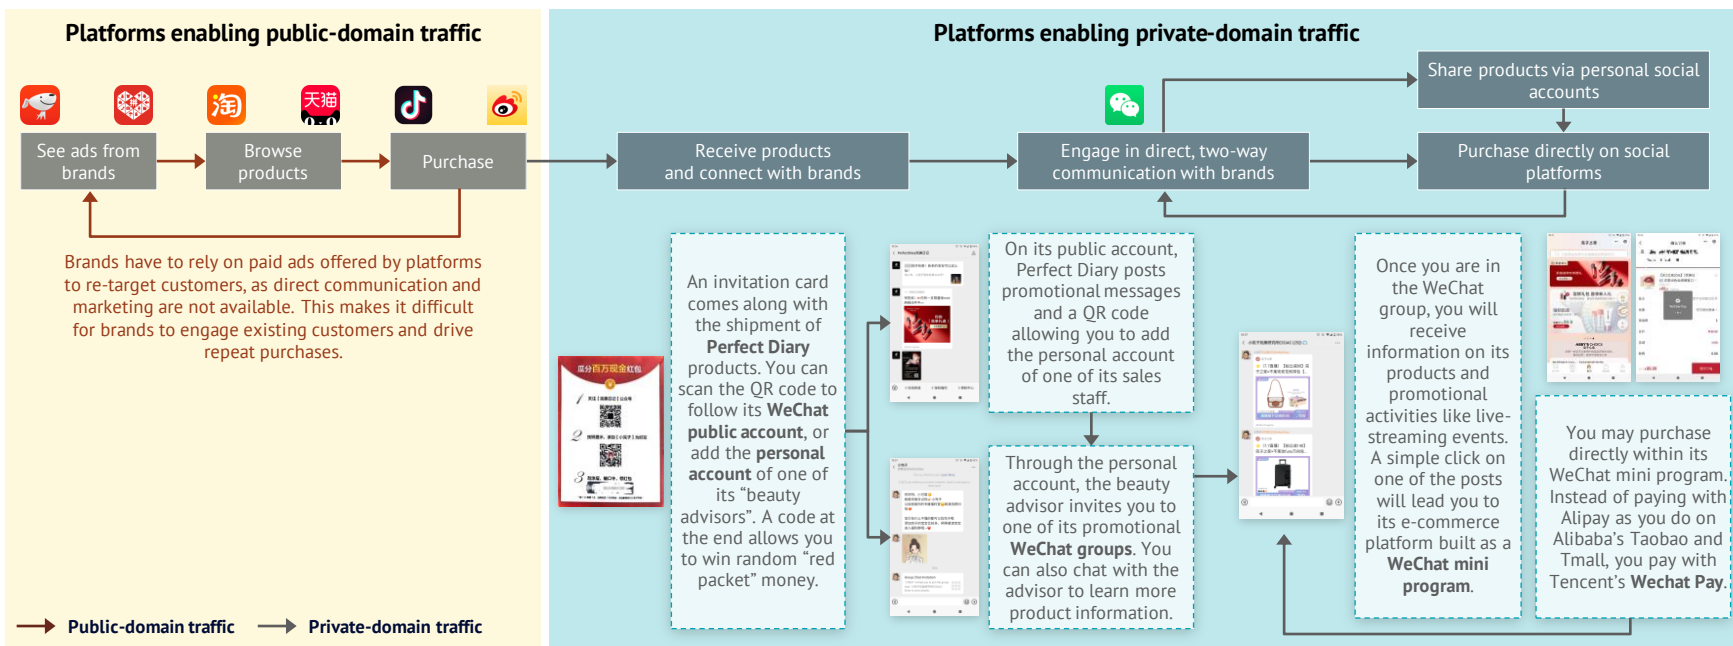 Platforms enabling public-domain traffic
Platforms enabling private-domain traffic
淘
天猫
See ads from
brands
Browse
products
Purchase
Receive products
and connect with brands
Engage in direct, two-way
communication with brands
Share products via personal social
accounts
Purchase directly on social
platforms
Brands have to rely on paid ads offered by platforms
to re-target customers, as direct communication and
marketing are not available. This makes it difficult
for brands to engage existing customers and drive
repeat purchases.
瓜分百万现金红包
1
2
3
An invitation card
comes along with
the shipment of
Perfect Diary
products. You can
scan the QR code to
follow its WeChat
public account, or
add the personal
account of one of
its “beauty
advisors”. A code at
the end allows you
to win random “red
packet” money.
On its public account,
Perfect Diary posts
promotional messages
and a QR code
allowing you to add
the personal account
of one of its sales
staff.
Through the personal
account, the beauty
advisor invites you to
one of its promotional
WeChat groups. You
can also chat with the
advisor to learn more
product information.
Once you are in
the WeChat
group, you will
receive
information on its
products and
promotional
activities like live-
streaming events.
A simple click on
one of the posts
will lead you to
its e-commerce
platform built as a
WeChat mini
program.
You may purchase
directly within its
WeChat mini program.
Instead of paying with
Alipay as you do on
Alibaba’s Taobao and
Tmall, you pay with
Tencent’s Wechat Pay.
Public-domain traffic
Private-domain traffic